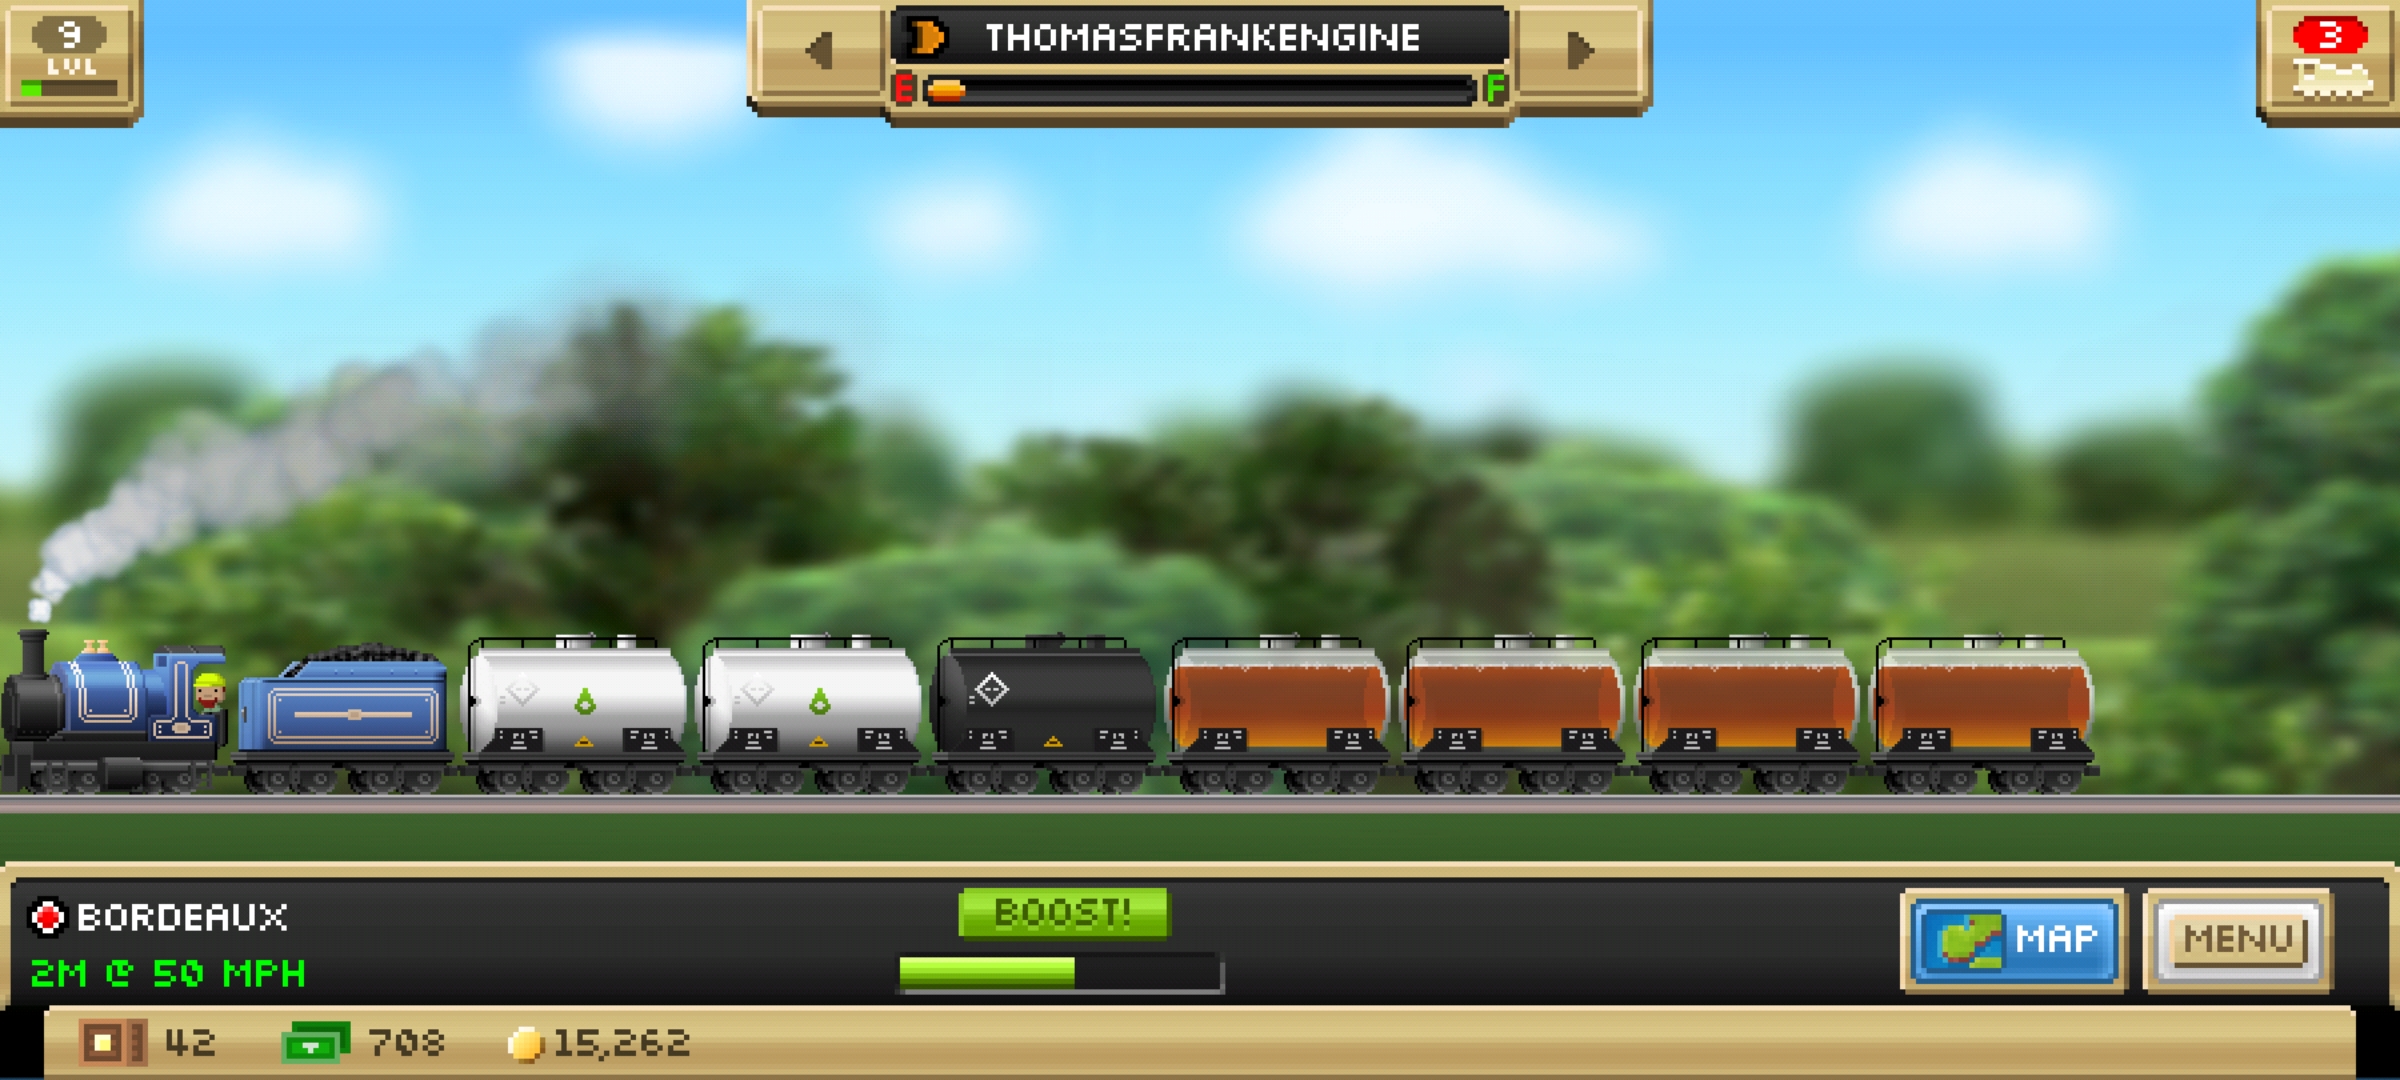 9
LVL
THOMASFRANKENGINE
E F
3
BORDEAUX
2M @ 50 MPH
BOOST!
MAP
MENU
42
708
15,262